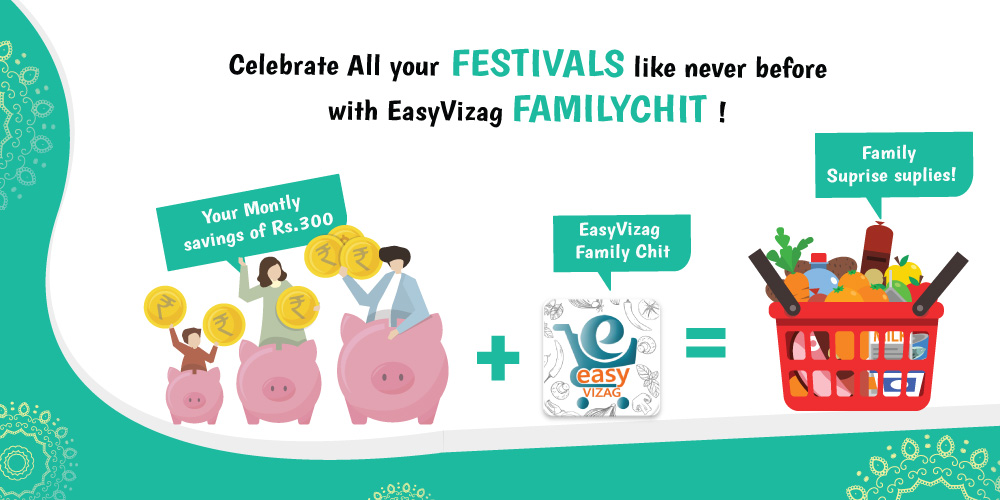 Celebrate All your FESTIVALS like never before
with EasyVizag FAMILYCHIT !
Your Montly
savings of Rs.300
EasyVizag
Family Chit
Family
Suprise suplies!
e
easy
VIZAG
MILK